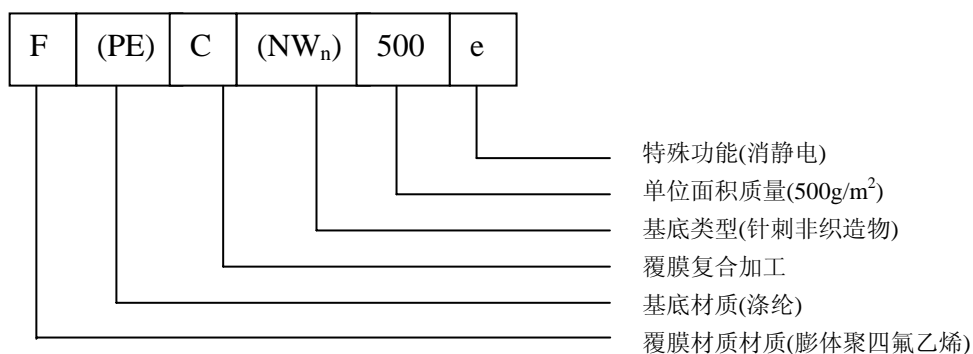 F (PE) C (NWn) 500 e
特殊功能(消静电)
单位面积质量(500g/m2)
基底类型(针刺非织造物)
覆膜复合加工
基底材质(涤纶)
覆膜材质材质(膨体聚四氟乙烯)